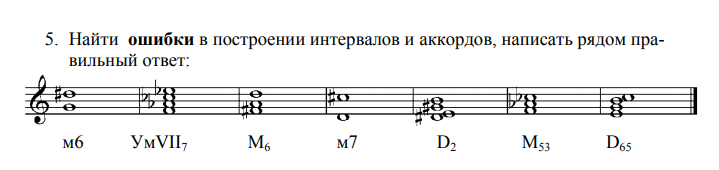 5. Найти ошибки в построении интервалов и аккордов, написать рядом пра-
вильный ответ:
м6 УмVII7 М6 м7 D2 М53 D65